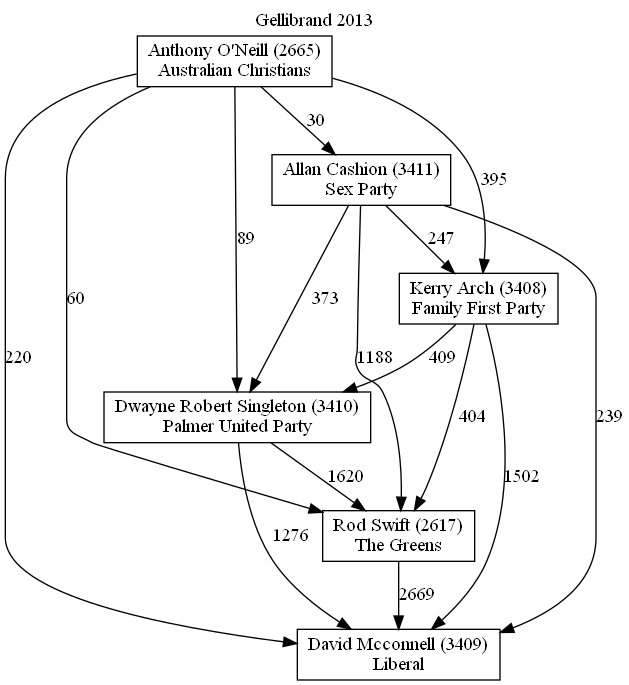 Gellibrand 2013
Anthony O'Neill (2665)
Australian Christians
30
Allan Cashion (3411)
Sex Party
395
89
247
Kerry Arch (3408)
Family First Party
60
373
220
1188
409
Dwayne Robert Singleton (3410)
Palmer United Party
404
239
1620
1502
Rod Swift (2617)
The Greens
1276
2669
David Mcconnell (3409)
Liberal